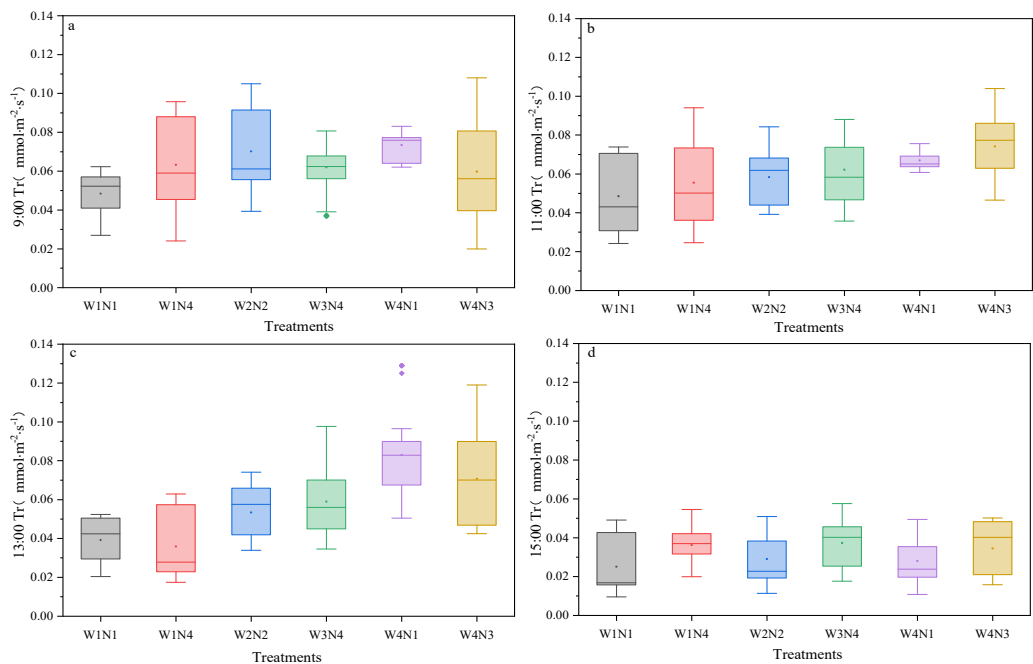 a
0.14
0.12
0.10
0.08
0.06
0.04
0.02
0.00
9:00 Tr( mmol·m⁻²·s⁻¹)
W1N1 W1N4 W2N2 W3N4 W4N1 W4N3
Treatments
b
0.14
0.12
0.10
0.08
0.06
0.04
0.02
0.00
11:00 Tr( mmol·m⁻²·s⁻¹)
W1N1 W1N4 W2N2 W3N4 W4N1 W4N3
Treatments
c
0.14
0.12
0.10
0.08
0.06
0.04
0.02
0.00
13:00 Tr( mmol·m⁻²·s⁻¹)
W1N1 W1N4 W2N2 W3N4 W4N1 W4N3
Treatments
d
0.14
0.12
0.10
0.08
0.06
0.04
0.02
0.00
15:00 Tr( mmol·m⁻²·s⁻¹)
W1N1 W1N4 W2N2 W3N4 W4N1 W4N3
Treatments